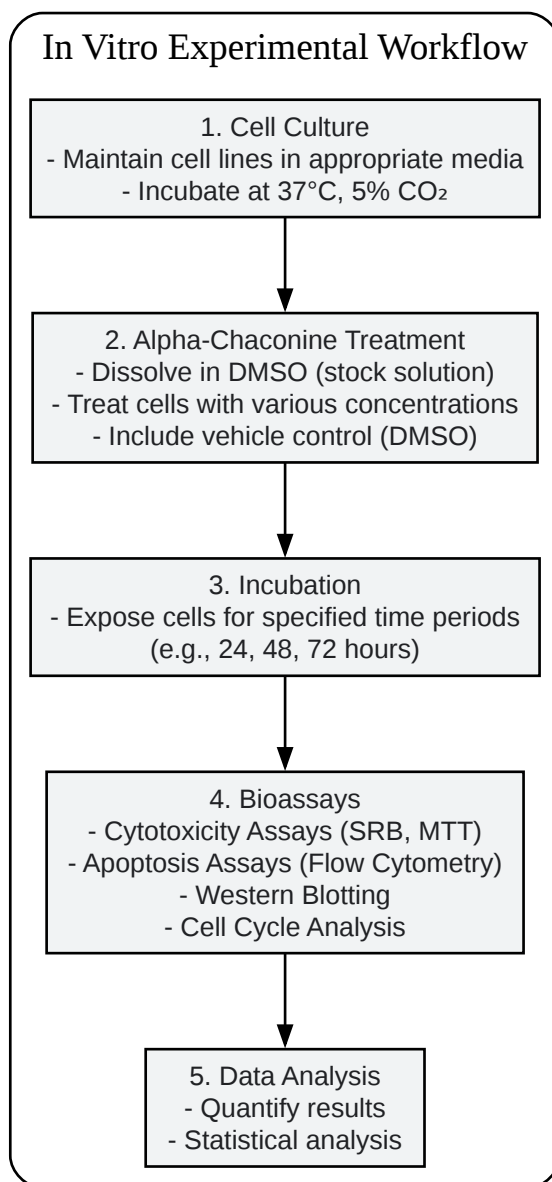 In Vitro Experimental Workflow
1. Cell Culture
- Maintain cell lines in appropriate media
- Incubate at 37°C, 5% CO₂
2. Alpha-Chaconine Treatment
- Dissolve in DMSO (stock solution)
- Treat cells with various concentrations
- Include vehicle control (DMSO)
3. Incubation
- Expose cells for specified time periods
(e.g., 24, 48, 72 hours)
4. Bioassays
- Cytotoxicity Assays (SRB, MTT)
- Apoptosis Assays (Flow Cytometry)
- Western Blotting
- Cell Cycle Analysis
5. Data Analysis
- Quantify results
- Statistical analysis